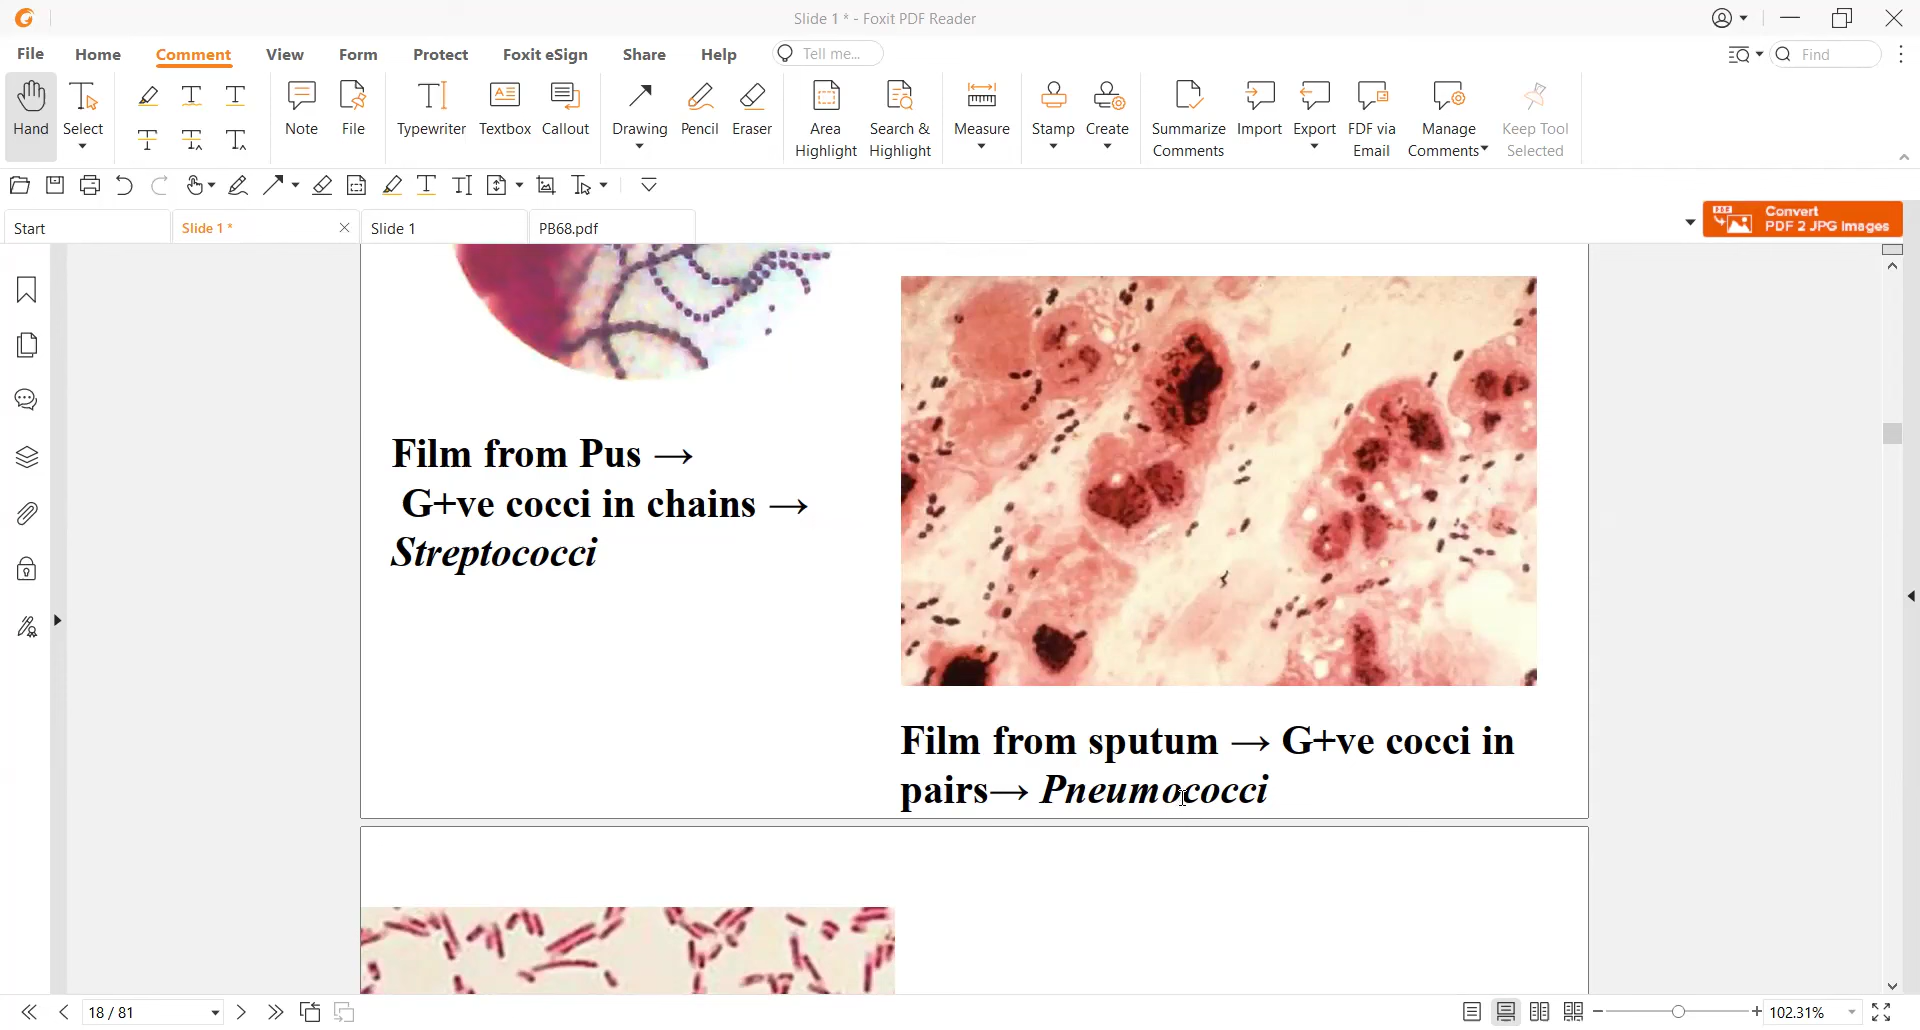 Slide 1 * - Foxit PDF Reader
File Home Comment View Form Protect Foxit eSign Share Help Tell me... Find
Hand Select Note File Typewriter Textbox Callout Drawing Pencil Eraser Area Highlight Search & Highlight Measure Stamp Create Summarize Comments Import Export FDF via Email Manage Comments Keep Tool Selected
Start Slide 1 * Slide 1 PB68.pdf
Convert
PDF 2 JPG Images
Film from Pus →
G+ve cocci in chains →
Streptococci
Film from sputum → G+ve cocci in
pairs→ Pneumococci
18 / 81 102.31%